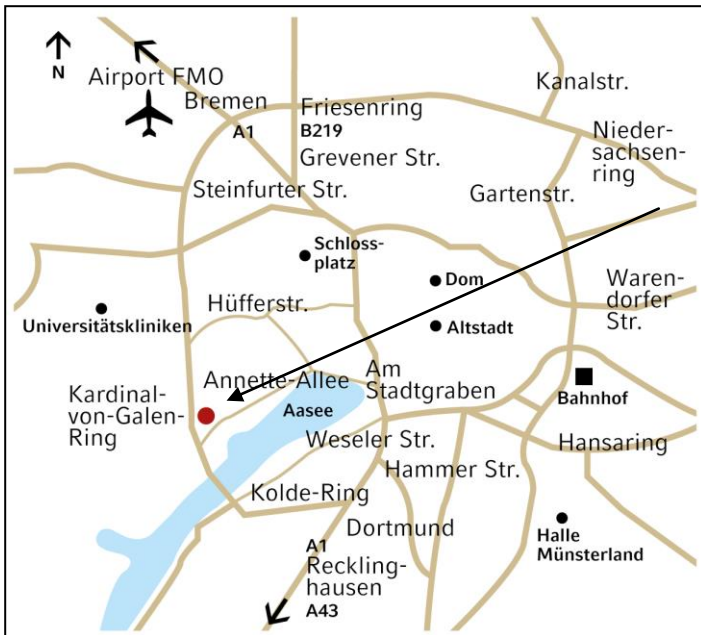 N
Airport FMO
Bremen
A1
Friesenring
B219
Grevener Str.
Kanalstr.
Nieder-
sachsen-
ring
Steinfurter Str.
Gartenstr.
Schloss-
platz
Dom
Waren-
dorfer
Str.
Hüfferstr.
Universitätskliniken
Altstadt
Annette-Allee
Am
Stadtgraben
Bahnhof
Kardinal-
von-Galen-
Ring
Aasee
Weseler Str.
Hansaring
Hammer Str.
Kolde-Ring
Dortmund
A1
Reckling-
hausen
A43
Halle
Münsterland